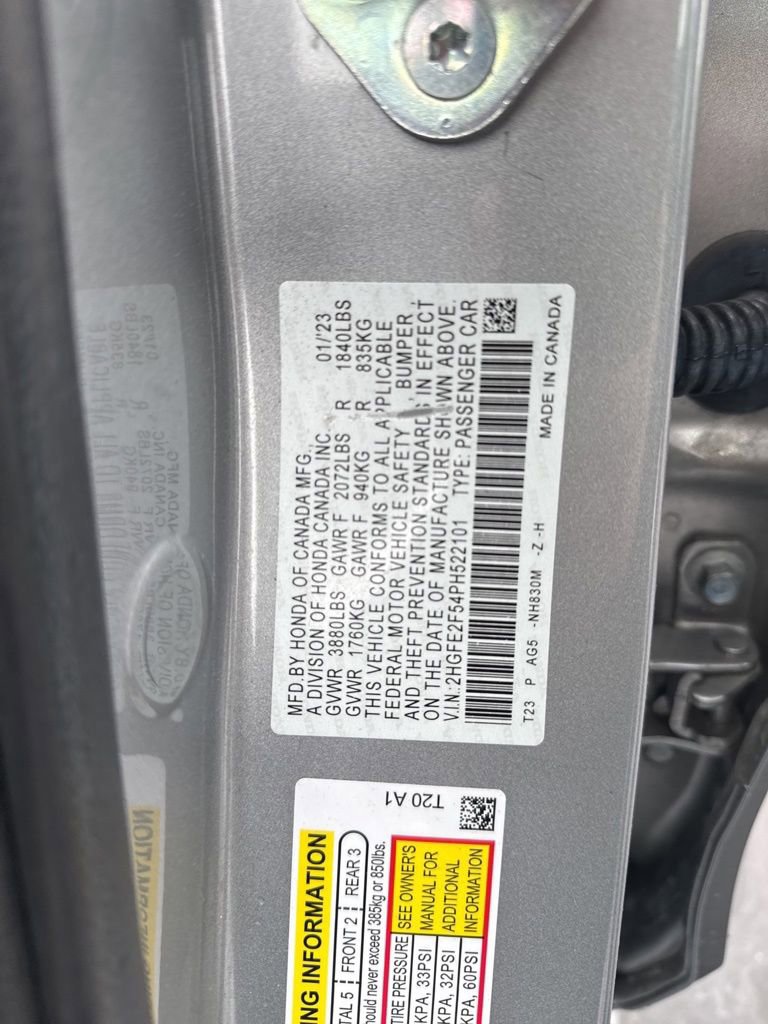 MFD.BY HONDA OF CANADA MFG.,
A DIVISION OF HONDA CANADA INC. 01/'23
GVWR 3880LBS GAWR F 2072LBS R 1840LBS
GVWR 1760KG GAWR F 940KG R 835KG
THIS VEHICLE CONFORMS TO ALL APPLICABLE
FEDERAL MOTOR VEHICLE SAFETY, BUMPER,
AND THEFT PREVENTION STANDARDS IN EFFECT
ON THE DATE OF MANUFACTURE SHOWN ABOVE.
V.I.N.:2HGFE2F54PH522101 TYPE: PASSENGER CAR
T23 P AG5 -NH830M -Z -H
MADE IN CANADA
T20 A1
NG INFORMATION
TAL 5 FRONT 2 REAR 3
ould never exceed 385kg or 850lbs.
TIRE PRESSURE SEE OWNER'S
KPA, 33PSI MANUAL FOR
KPA, 32PSI ADDITIONAL
KPA, 60PSI INFORMATION